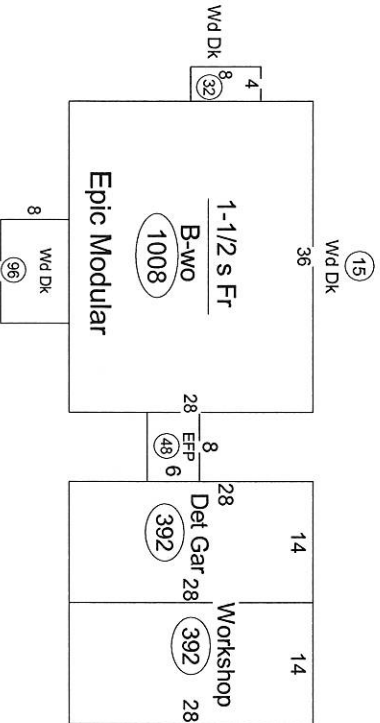 Wd Dk
4
8
32
15
Wd Dk
36
1-1/2 s Fr
B-wo
1008
Epic Modular
8
Wd Dk
96
28
8
EFP
48
6
28
14
Det Gar
392
28
14
Workshop
392
28